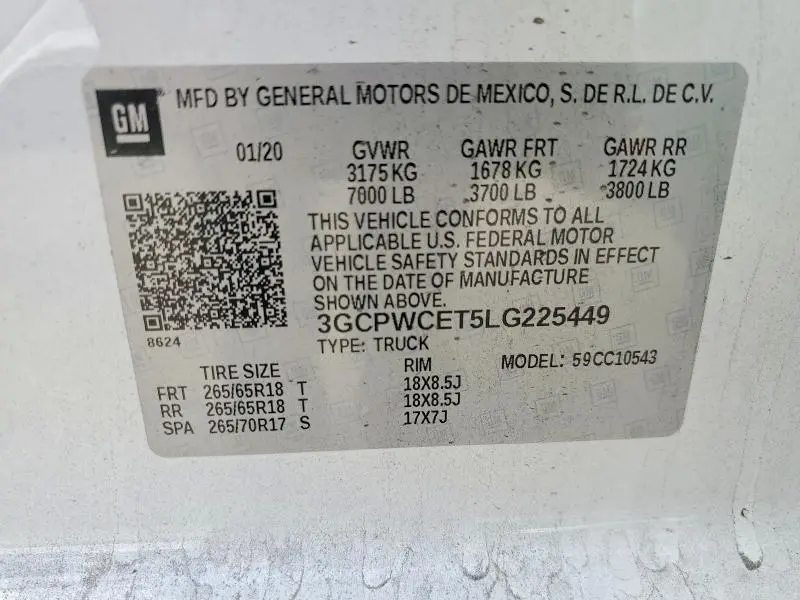 GM
MFD BY GENERAL MOTORS DE MEXICO, S. DE R.L. DE C.V.
01/20 GVWR GAWR FRT GAWR RR
3175 KG 1678 KG 1724 KG
7000 LB 3700 LB 3800 LB
THIS VEHICLE CONFORMS TO ALL
APPLICABLE U.S. FEDERAL MOTOR
VEHICLE SAFETY STANDARDS IN EFFECT
ON THE DATE OF MANUFACTURE
SHOWN ABOVE.
3GCPWCET5LG225449
8624
TYPE: TRUCK
MODEL: 59CC10543
TIRE SIZE RIM
FRT 265/65R18 T 18X8.5J
RR 265/65R18 T 18X8.5J
SPA 265/70R17 S 17X7J